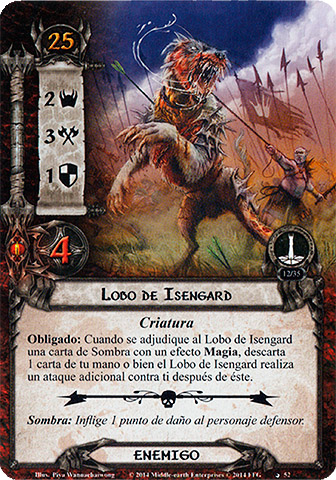 25
2
3
1
4
12/35
LOBO DE ISENGARD
Criatura
Obligado: Cuando se adjudique al Lobo de Isengard
una carta de Sombra con un efecto Magia, descarta
1 carta de tu mano o bien el Lobo de Isengard realiza
un ataque adicional contra ti después de éste.
Sombra: Inflige 1 punto de daño al personaje defensor.
ENEMIGO
Illus. Piya Wannachaiwong © 2014 Middle-earth Enterprises © 2014 FFG 52